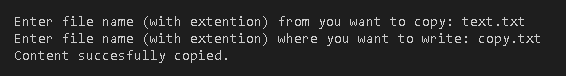 Enter file name (with extention) from you want to copy: text.txt
Enter file name (with extention) where you want to write: copy.txt
Content succesfully copied.